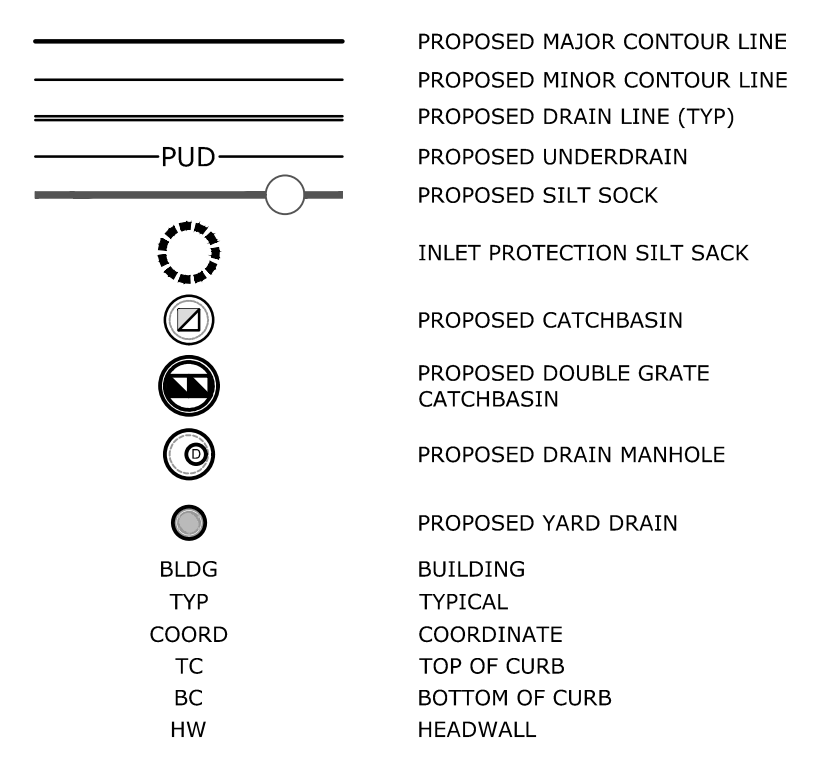 PROPOSED MAJOR CONTOUR LINE
PROPOSED MINOR CONTOUR LINE
PROPOSED DRAIN LINE (TYP)
PUD PROPOSED UNDERDRAIN
PROPOSED SILT SOCK
INLET PROTECTION SILT SACK
PROPOSED CATCHBASIN
PROPOSED DOUBLE GRATE
CATCHBASIN
D PROPOSED DRAIN MANHOLE
PROPOSED YARD DRAIN
BLDG BUILDING
TYP TYPICAL
COORD COORDINATE
TC TOP OF CURB
BC BOTTOM OF CURB
HW HEADWALL